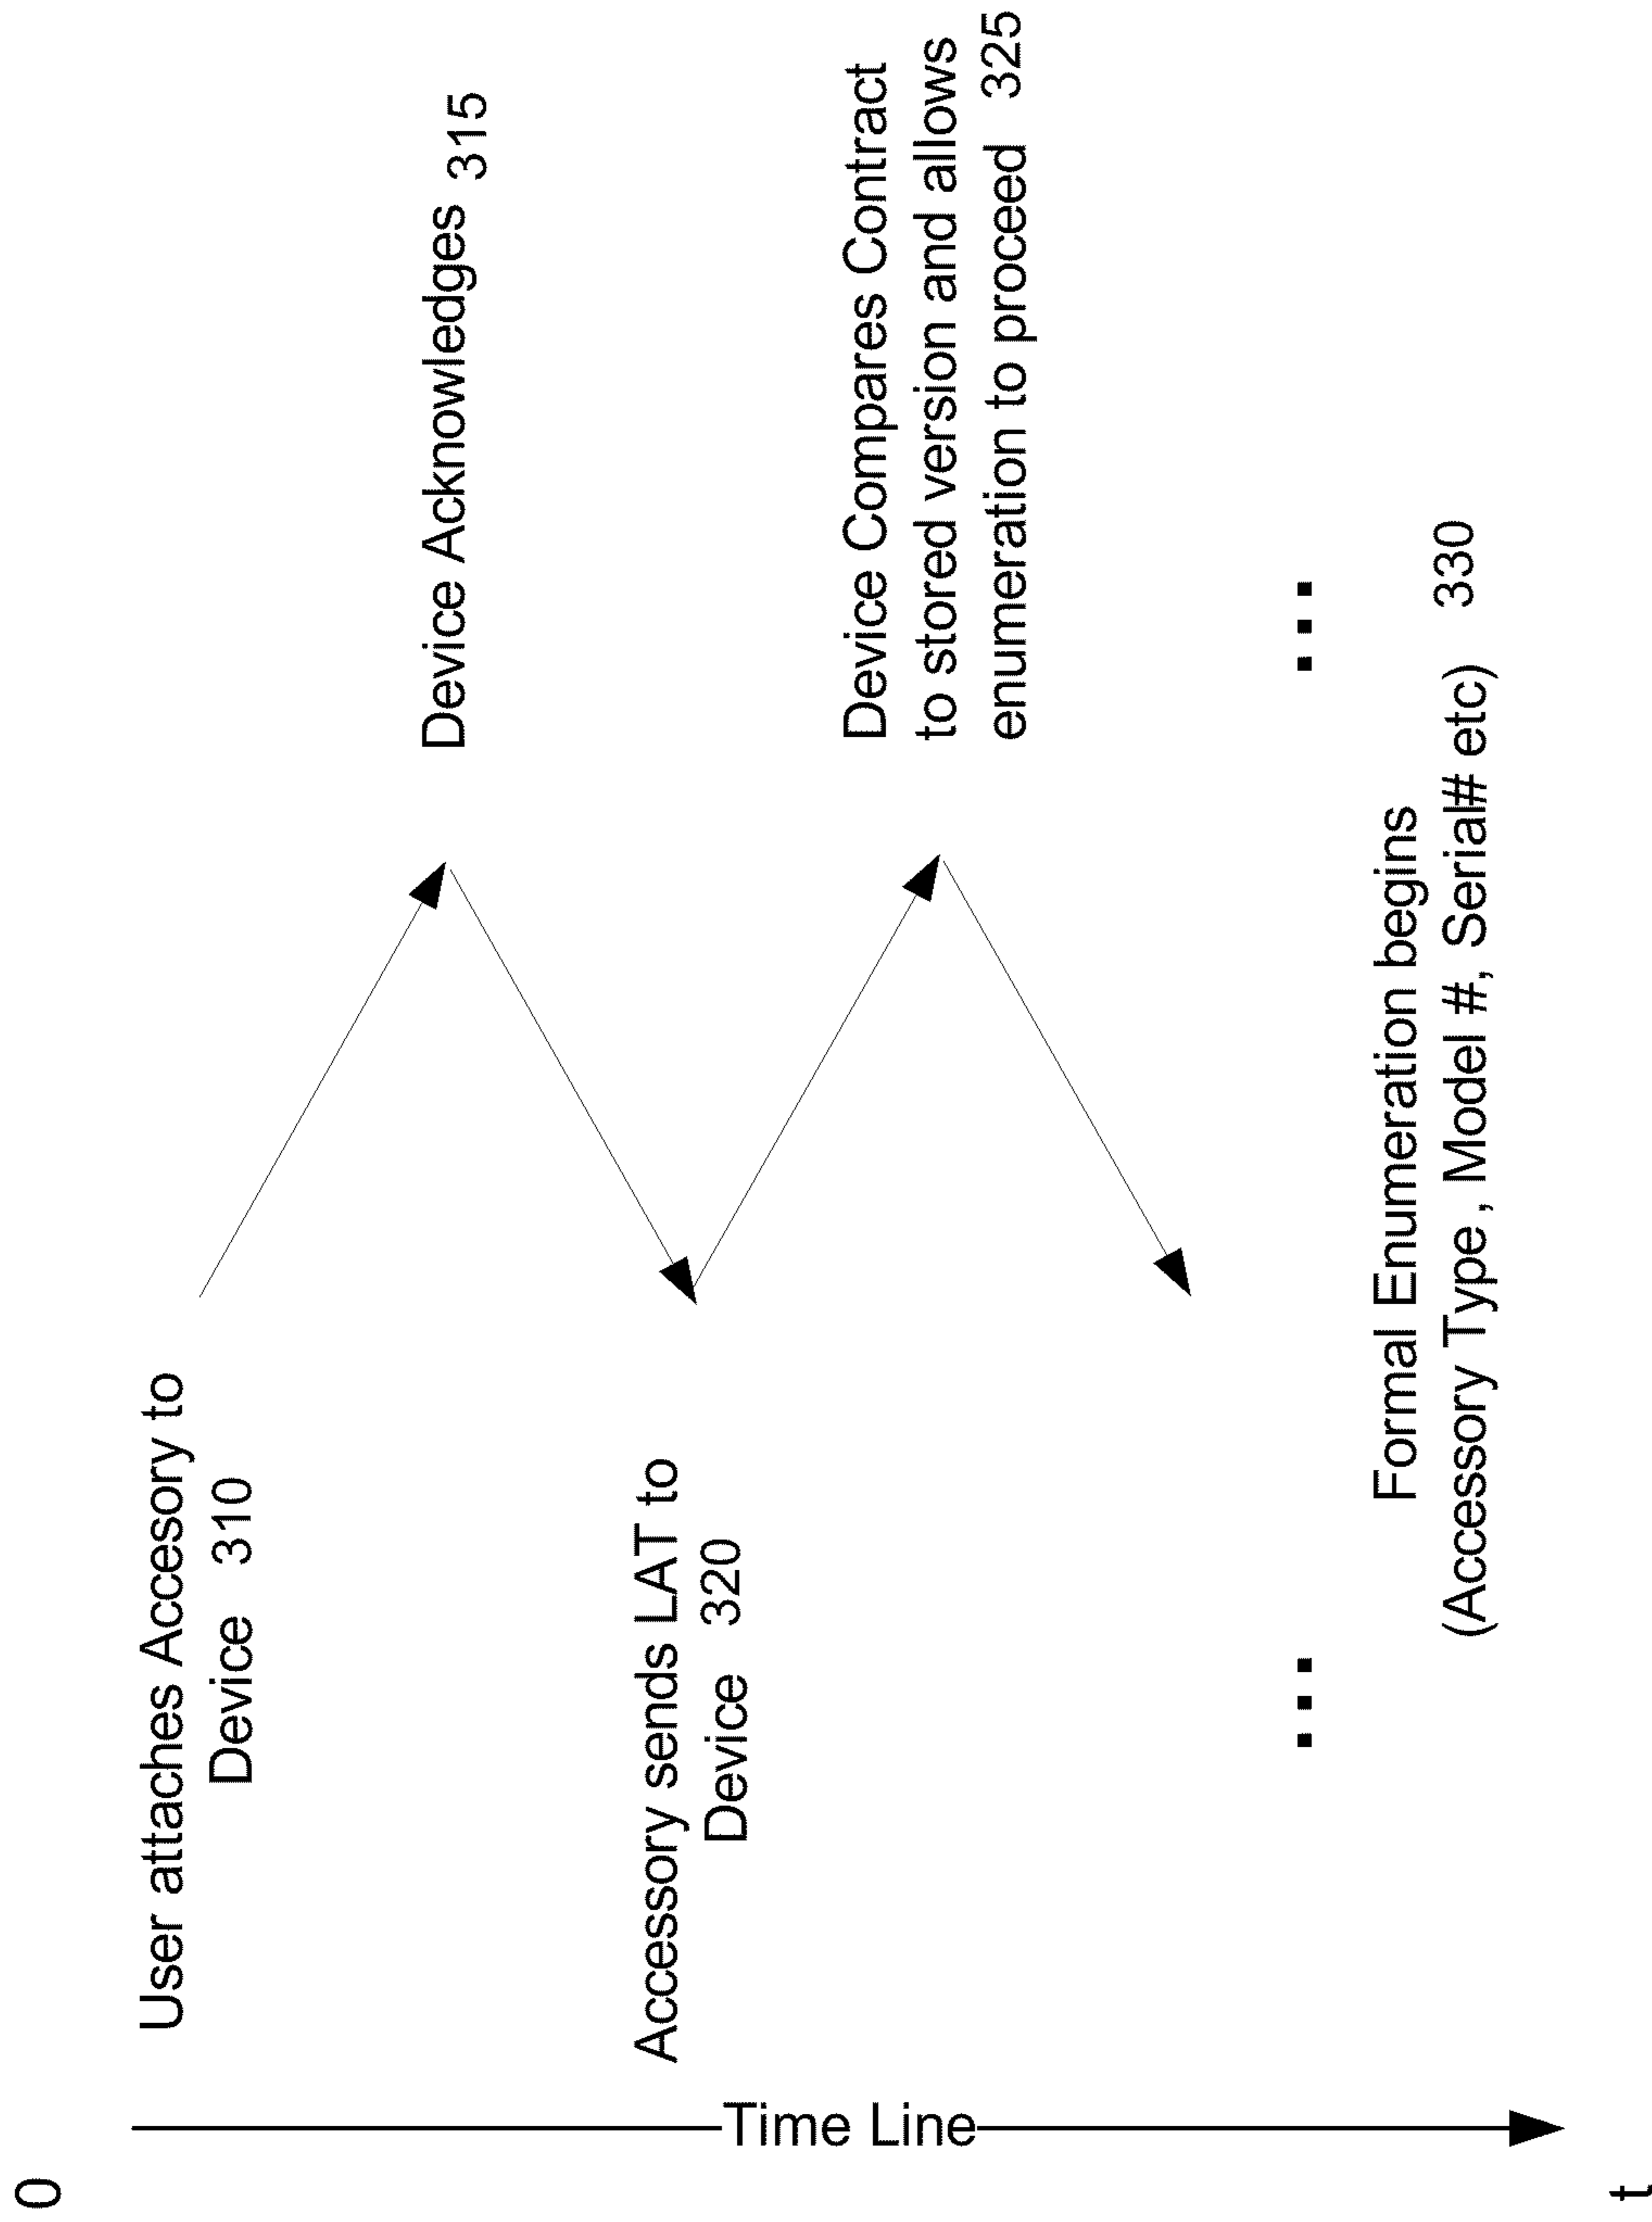 0
User attaches Accesory to
Device 310
Device Acknowledges 315
Accessory sends LAT to
Device 320
Time Line
Device Compares Contract
to stored version and allows
enumeration to proceed 325
...
...
Formal Enumeration begins
(Accessory Type, Model #, Serial# etc) 330
t